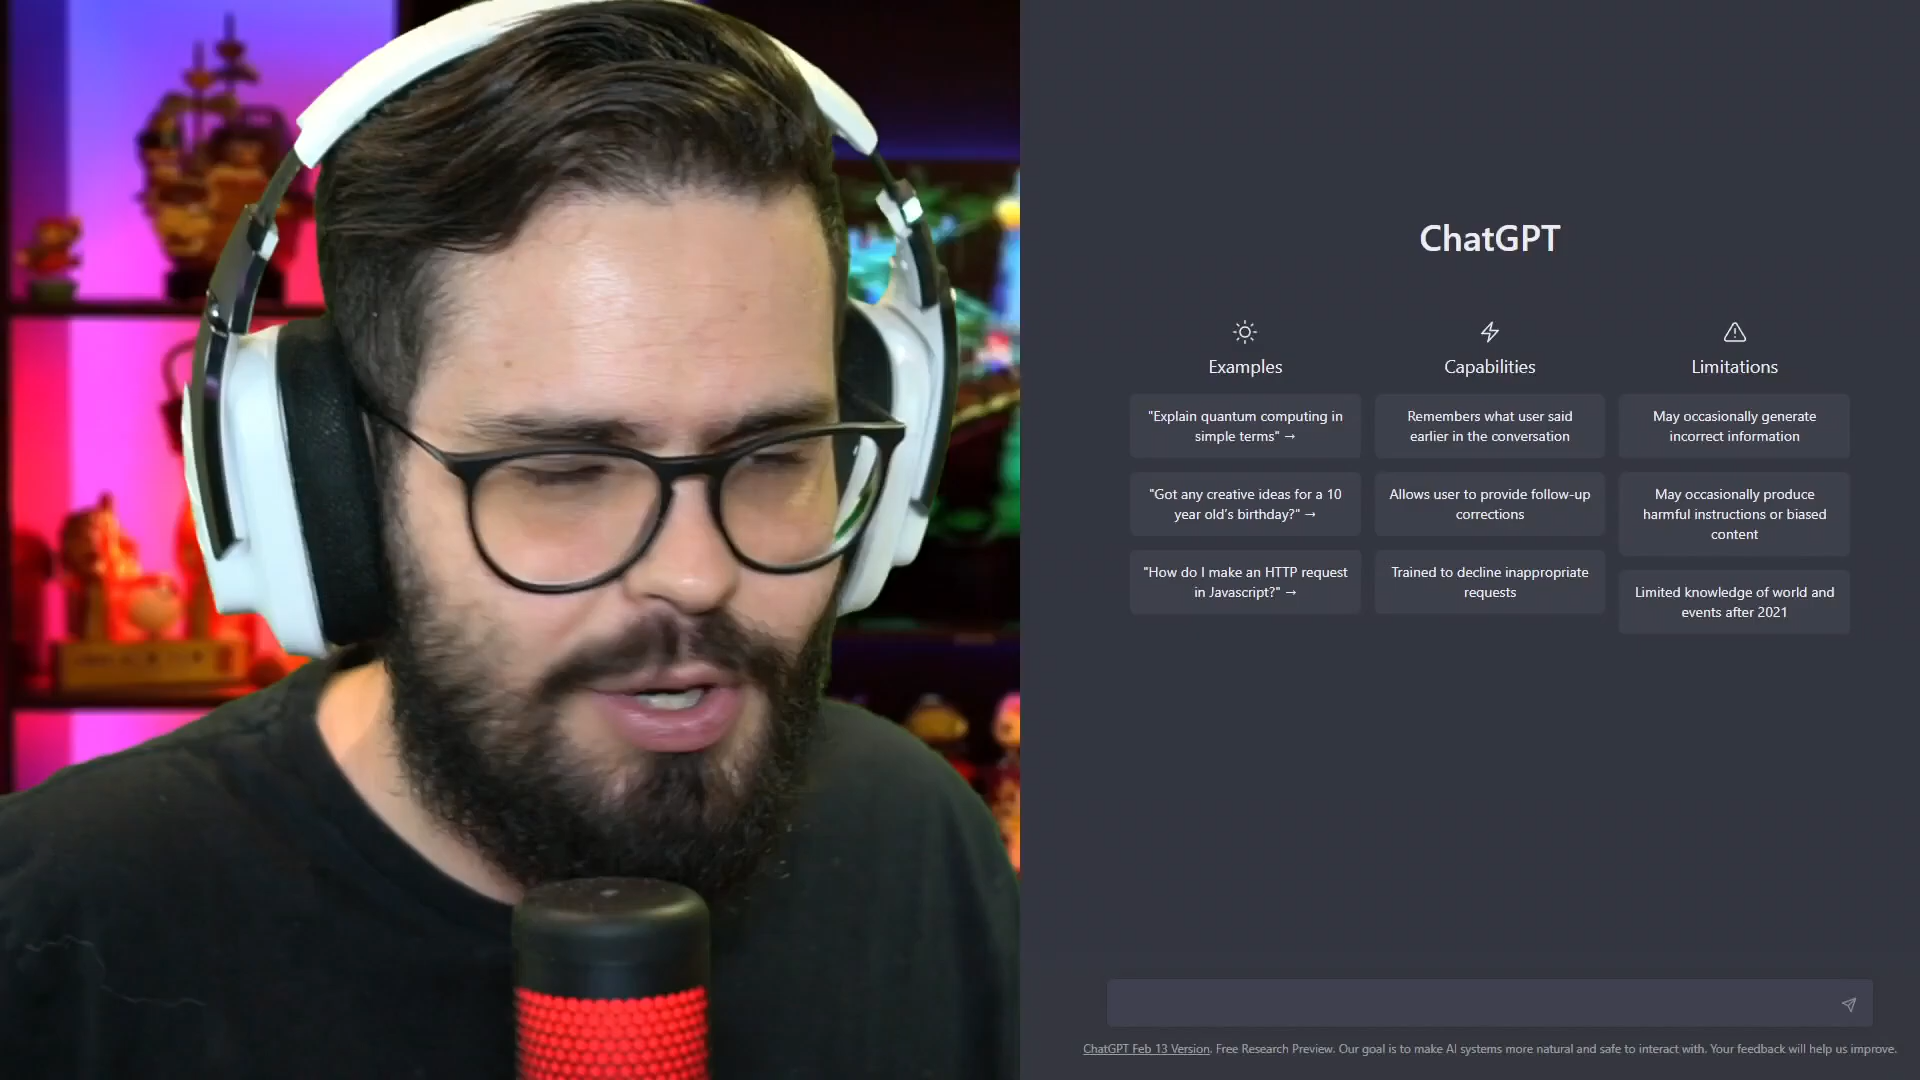 ChatGPT
Examples
"Explain quantum computing in
simple terms" →
"Got any creative ideas for a 10
year old's birthday?" →
"How do I make an HTTP request
in Javascript?" →
Capabilities
Remembers what user said
earlier in the conversation
Allows user to provide follow-up
corrections
Trained to decline inappropriate
requests
Limitations
May occasionally generate
incorrect information
May occasionally produce
harmful instructions or biased
content
Limited knowledge of world and
events after 2021
ChatGPT Feb 13 Version. Free Research Preview. Our goal is to make AI systems more natural and safe to interact with. Your feedback will help us improve.